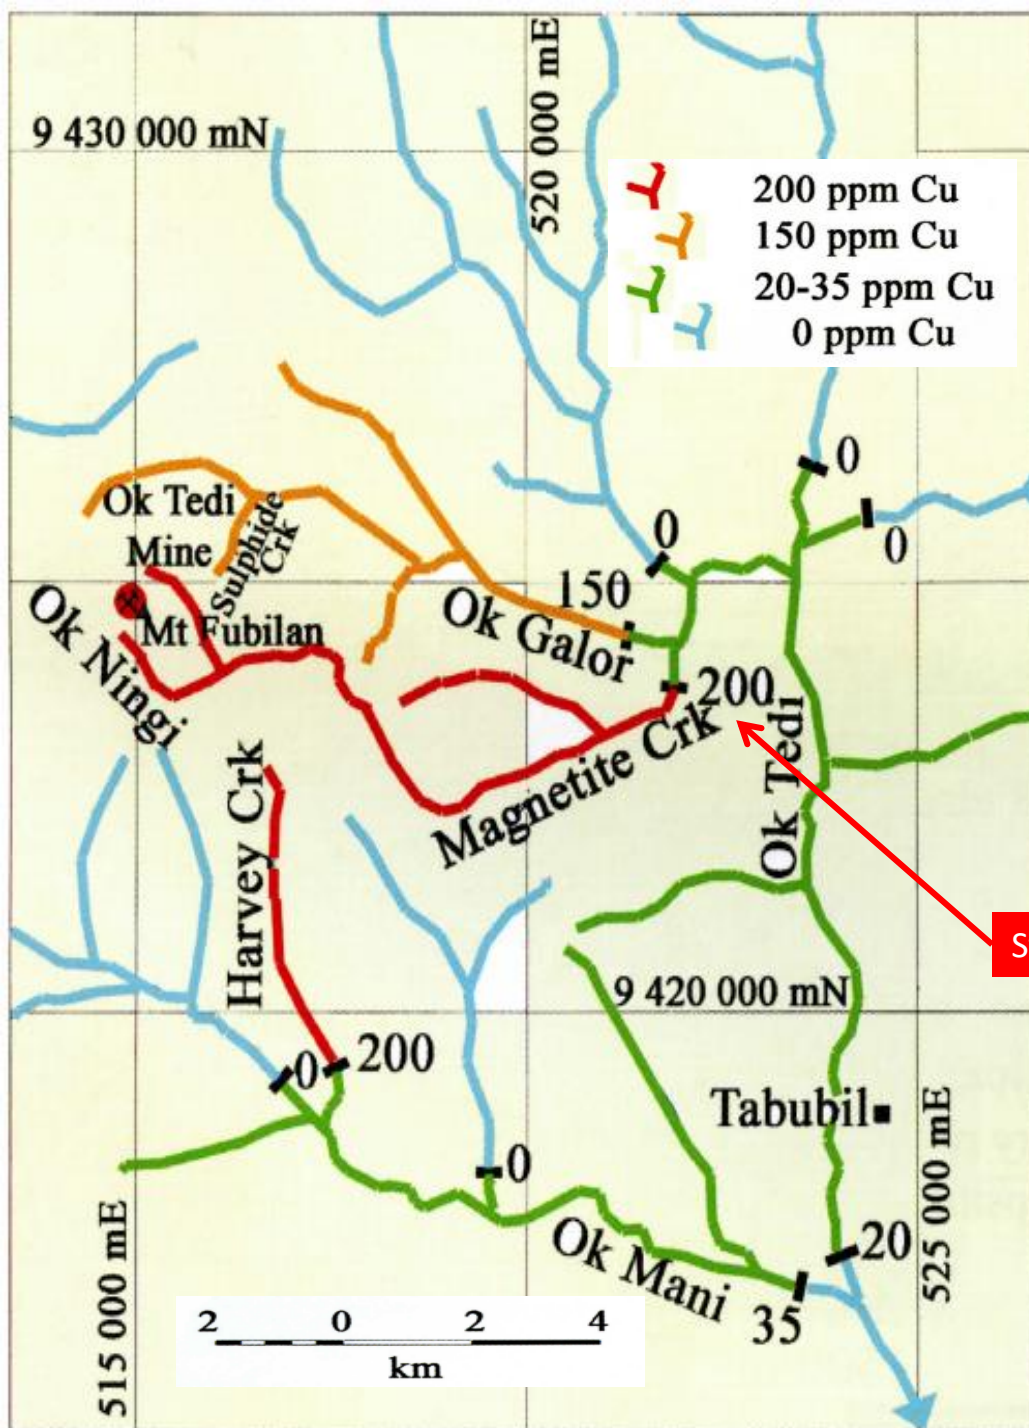 9 430 000 mN
520 000 mE
200 ppm Cu
150 ppm Cu
20-35 ppm Cu
0 ppm Cu
0
0
0
Ok Tedi
Mine
Sulphide
Crk
Mt Fubilan
Ok Ningi
150
Ok Galor
200
Magnetite Crk
Ok Tedi
Harvey Crk
S
9 420 000 mN
0
200
Tabubil
0
Ok Mani
20
35
515 000 mE
525 000 mE
2 0 2 4
km